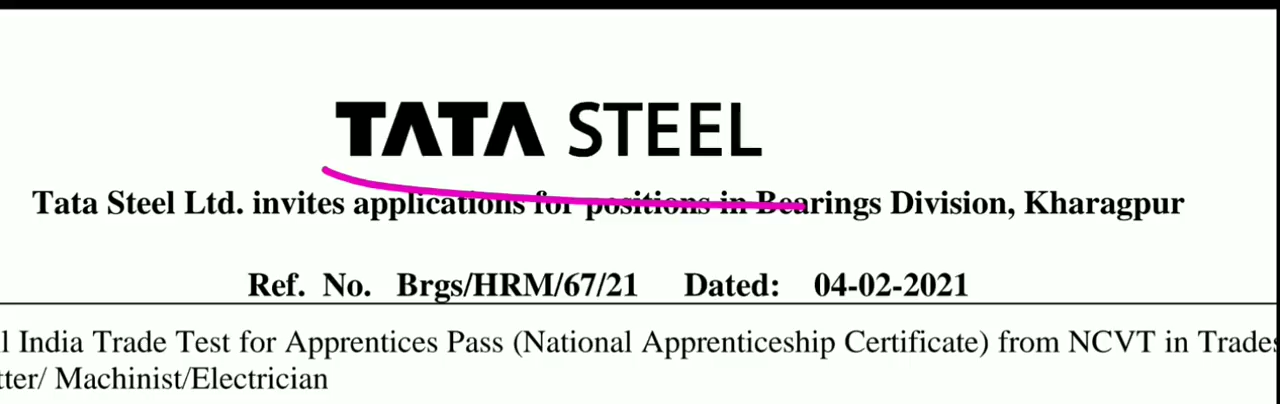 TATA STEEL
Tata Steel Ltd. invites applications for positions in Bearings Division, Kharagpur
Ref. No. Brgs/HRM/67/21 Dated: 04-02-2021
India Trade Test for Apprentices Pass (National Apprenticeship Certificate) from NCVT in Trades
Machinist/Electrician